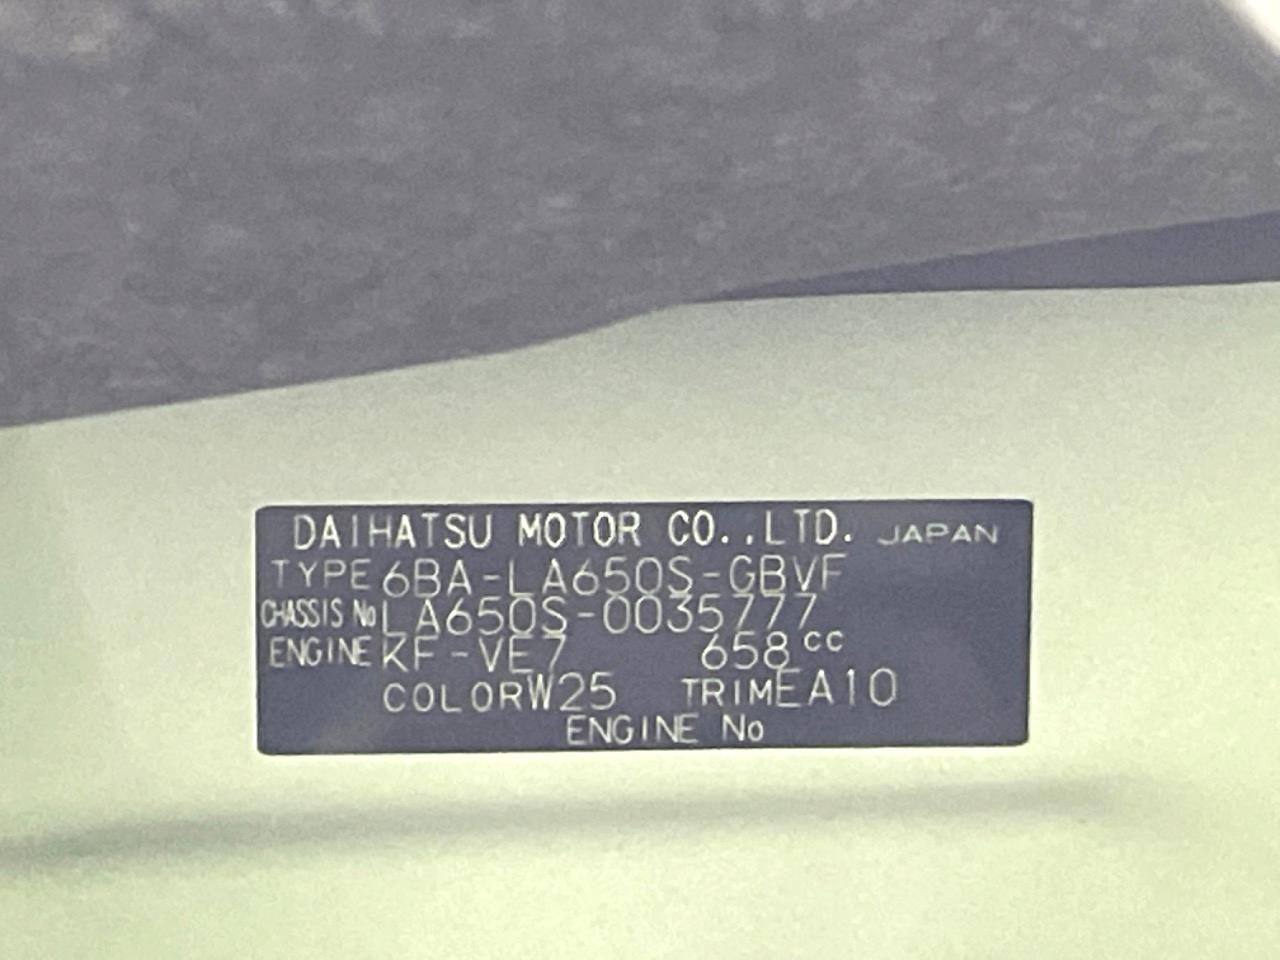 DAIHATSU MOTOR CO.,LTD. JAPAN
TYPE 6BA-LA650S-GBVF
CHASSIS No LA650S-0035777
ENGINE KF-VE7 658cc
COLOR W25 TRIM EA10
ENGINE No